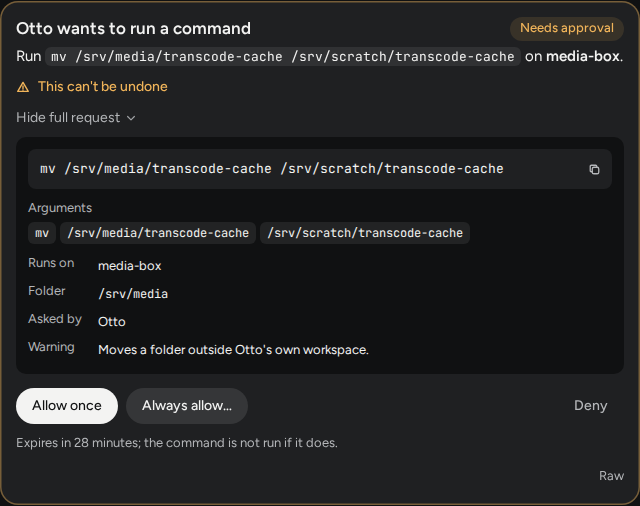 Otto wants to run a command
Needs approval
Run mv /srv/media/transcode-cache /srv/scratch/transcode-cache on media-box.
This can't be undone
Hide full request
mv /srv/media/transcode-cache /srv/scratch/transcode-cache
Arguments
mv /srv/media/transcode-cache /srv/scratch/transcode-cache
Runs on media-box
Folder /srv/media
Asked by Otto
Warning Moves a folder outside Otto's own workspace.
Allow once Always allow... Deny
Expires in 28 minutes; the command is not run if it does.
Raw